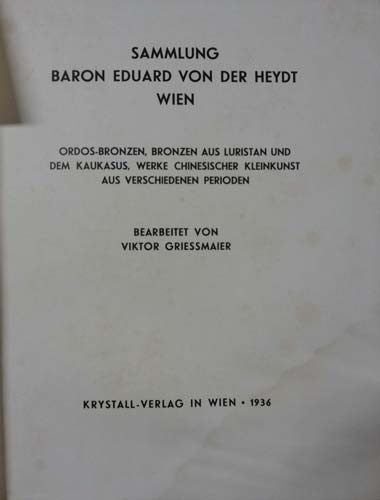 SAMMLUNG
BARON EDUARD VON DER HEYDT
WIEN
ORDOS-BRONZEN, BRONZEN AUS LURISTAN UND
DEM KAUKASUS, WERKE CHINESISCHER KLEINKUNST
AUS VERSCHIEDENEN PERIODEN
BEARBEITET VON
VIKTOR GRIESSMAIER
KRYSTALL-VERLAG IN WIEN • 1936